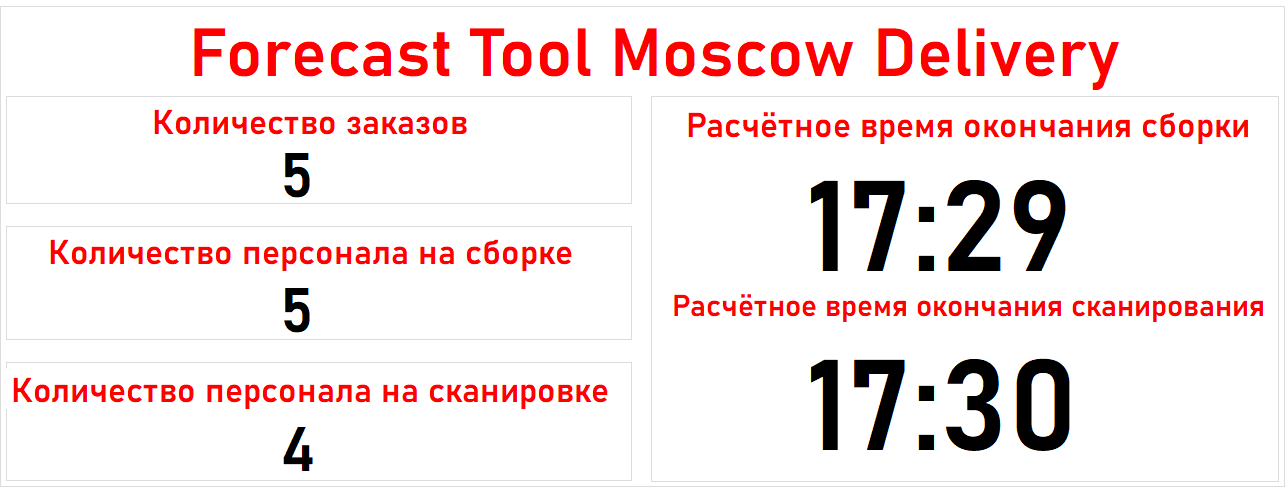 Forecast Tool Moscow Delivery
Количество заказов
5
Количество персонала на сборке
5
Количество персонала на сканировке
4
Расчётное время окончания сборки
17:29
Расчётное время окончания сканирования
17:30